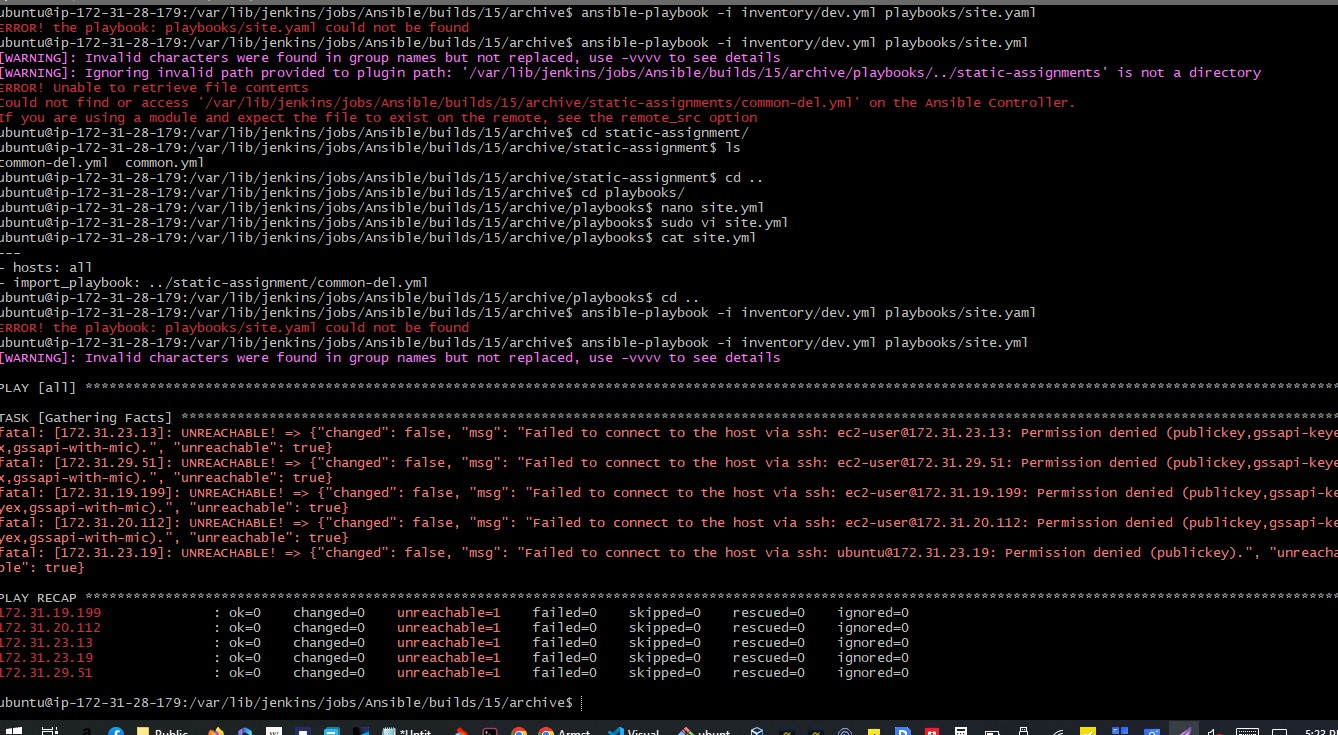 ubuntu@ip-172-31-28-179:/var/lib/jenkins/jobs/Ansible/builds/15/archive$ ansible-playbook -i inventory/dev.yml playbooks/site.yaml
ERROR! the playbook: playbooks/site.yaml could not be found
ubuntu@ip-172-31-28-179:/var/lib/jenkins/jobs/Ansible/builds/15/archive$ ansible-playbook -i inventory/dev.yml playbooks/site.yml
[WARNING]: Invalid characters were found in group names but not replaced, use -vvvv to see details
[WARNING]: Ignoring invalid path provided to plugin path: '/var/lib/jenkins/jobs/Ansible/builds/15/archive/playbooks/../static-assignments' is not a directory
ERROR! Unable to retrieve file contents
Could not find or access '/var/lib/jenkins/jobs/Ansible/builds/15/archive/static-assignments/common-del.yml' on the Ansible Controller.
If you are using a module and expect the file to exist on the remote, see the remote_src option
ubuntu@ip-172-31-28-179:/var/lib/jenkins/jobs/Ansible/builds/15/archive$ cd static-assignment/
ubuntu@ip-172-31-28-179:/var/lib/jenkins/jobs/Ansible/builds/15/archive/static-assignment$ ls
common-del.yml  common.yml
ubuntu@ip-172-31-28-179:/var/lib/jenkins/jobs/Ansible/builds/15/archive/static-assignment$ cd ..
ubuntu@ip-172-31-28-179:/var/lib/jenkins/jobs/Ansible/builds/15/archive$ cd playbooks/
ubuntu@ip-172-31-28-179:/var/lib/jenkins/jobs/Ansible/builds/15/archive/playbooks$ nano site.yml
ubuntu@ip-172-31-28-179:/var/lib/jenkins/jobs/Ansible/builds/15/archive/playbooks$ sudo vi site.yml
ubuntu@ip-172-31-28-179:/var/lib/jenkins/jobs/Ansible/builds/15/archive/playbooks$ cat site.yml
---
- hosts: all
- import_playbook: ../static-assignment/common-del.yml
ubuntu@ip-172-31-28-179:/var/lib/jenkins/jobs/Ansible/builds/15/archive/playbooks$ cd ..
ubuntu@ip-172-31-28-179:/var/lib/jenkins/jobs/Ansible/builds/15/archive$ ansible-playbook -i inventory/dev.yml playbooks/site.yaml
ERROR! the playbook: playbooks/site.yaml could not be found
ubuntu@ip-172-31-28-179:/var/lib/jenkins/jobs/Ansible/builds/15/archive$ ansible-playbook -i inventory/dev.yml playbooks/site.yml
[WARNING]: Invalid characters were found in group names but not replaced, use -vvvv to see details
PLAY [all] ****************************************************************************************************************************************************************
TASK [Gathering Facts] ****************************************************************************************************************************************************
fatal: [172.31.23.13]: UNREACHABLE! => {"changed": false, "msg": "Failed to connect to the host via ssh: ec2-user@172.31.23.13: Permission denied (publickey,gssapi-keye
x,gssapi-with-mic).", "unreachable": true}
fatal: [172.31.29.51]: UNREACHABLE! => {"changed": false, "msg": "Failed to connect to the host via ssh: ec2-user@172.31.29.51: Permission denied (publickey,gssapi-keye
x,gssapi-with-mic).", "unreachable": true}
fatal: [172.31.19.199]: UNREACHABLE! => {"changed": false, "msg": "Failed to connect to the host via ssh: ec2-user@172.31.19.199: Permission denied (publickey,gssapi-ke
yex,gssapi-with-mic).", "unreachable": true}
fatal: [172.31.20.112]: UNREACHABLE! => {"changed": false, "msg": "Failed to connect to the host via ssh: ec2-user@172.31.20.112: Permission denied (publickey,gssapi-ke
yex,gssapi-with-mic).", "unreachable": true}
fatal: [172.31.23.19]: UNREACHABLE! => {"changed": false, "msg": "Failed to connect to the host via ssh: ubuntu@172.31.23.19: Permission denied (publickey).", "unreacha
ble": true}
PLAY RECAP ****************************************************************************************************************************************************************
172.31.19.199 : ok=0 changed=0 unreachable=1 failed=0 skipped=0 rescued=0 ignored=0
172.31.20.112 : ok=0 changed=0 unreachable=1 failed=0 skipped=0 rescued=0 ignored=0
172.31.23.13 : ok=0 changed=0 unreachable=1 failed=0 skipped=0 rescued=0 ignored=0
172.31.23.19 : ok=0 changed=0 unreachable=1 failed=0 skipped=0 rescued=0 ignored=0
172.31.29.51 : ok=0 changed=0 unreachable=1 failed=0 skipped=0 rescued=0 ignored=0
ubuntu@ip-172-31-28-179:/var/lib/jenkins/jobs/Ansible/builds/15/archive$
Public *Untit Armst Visual ubunt